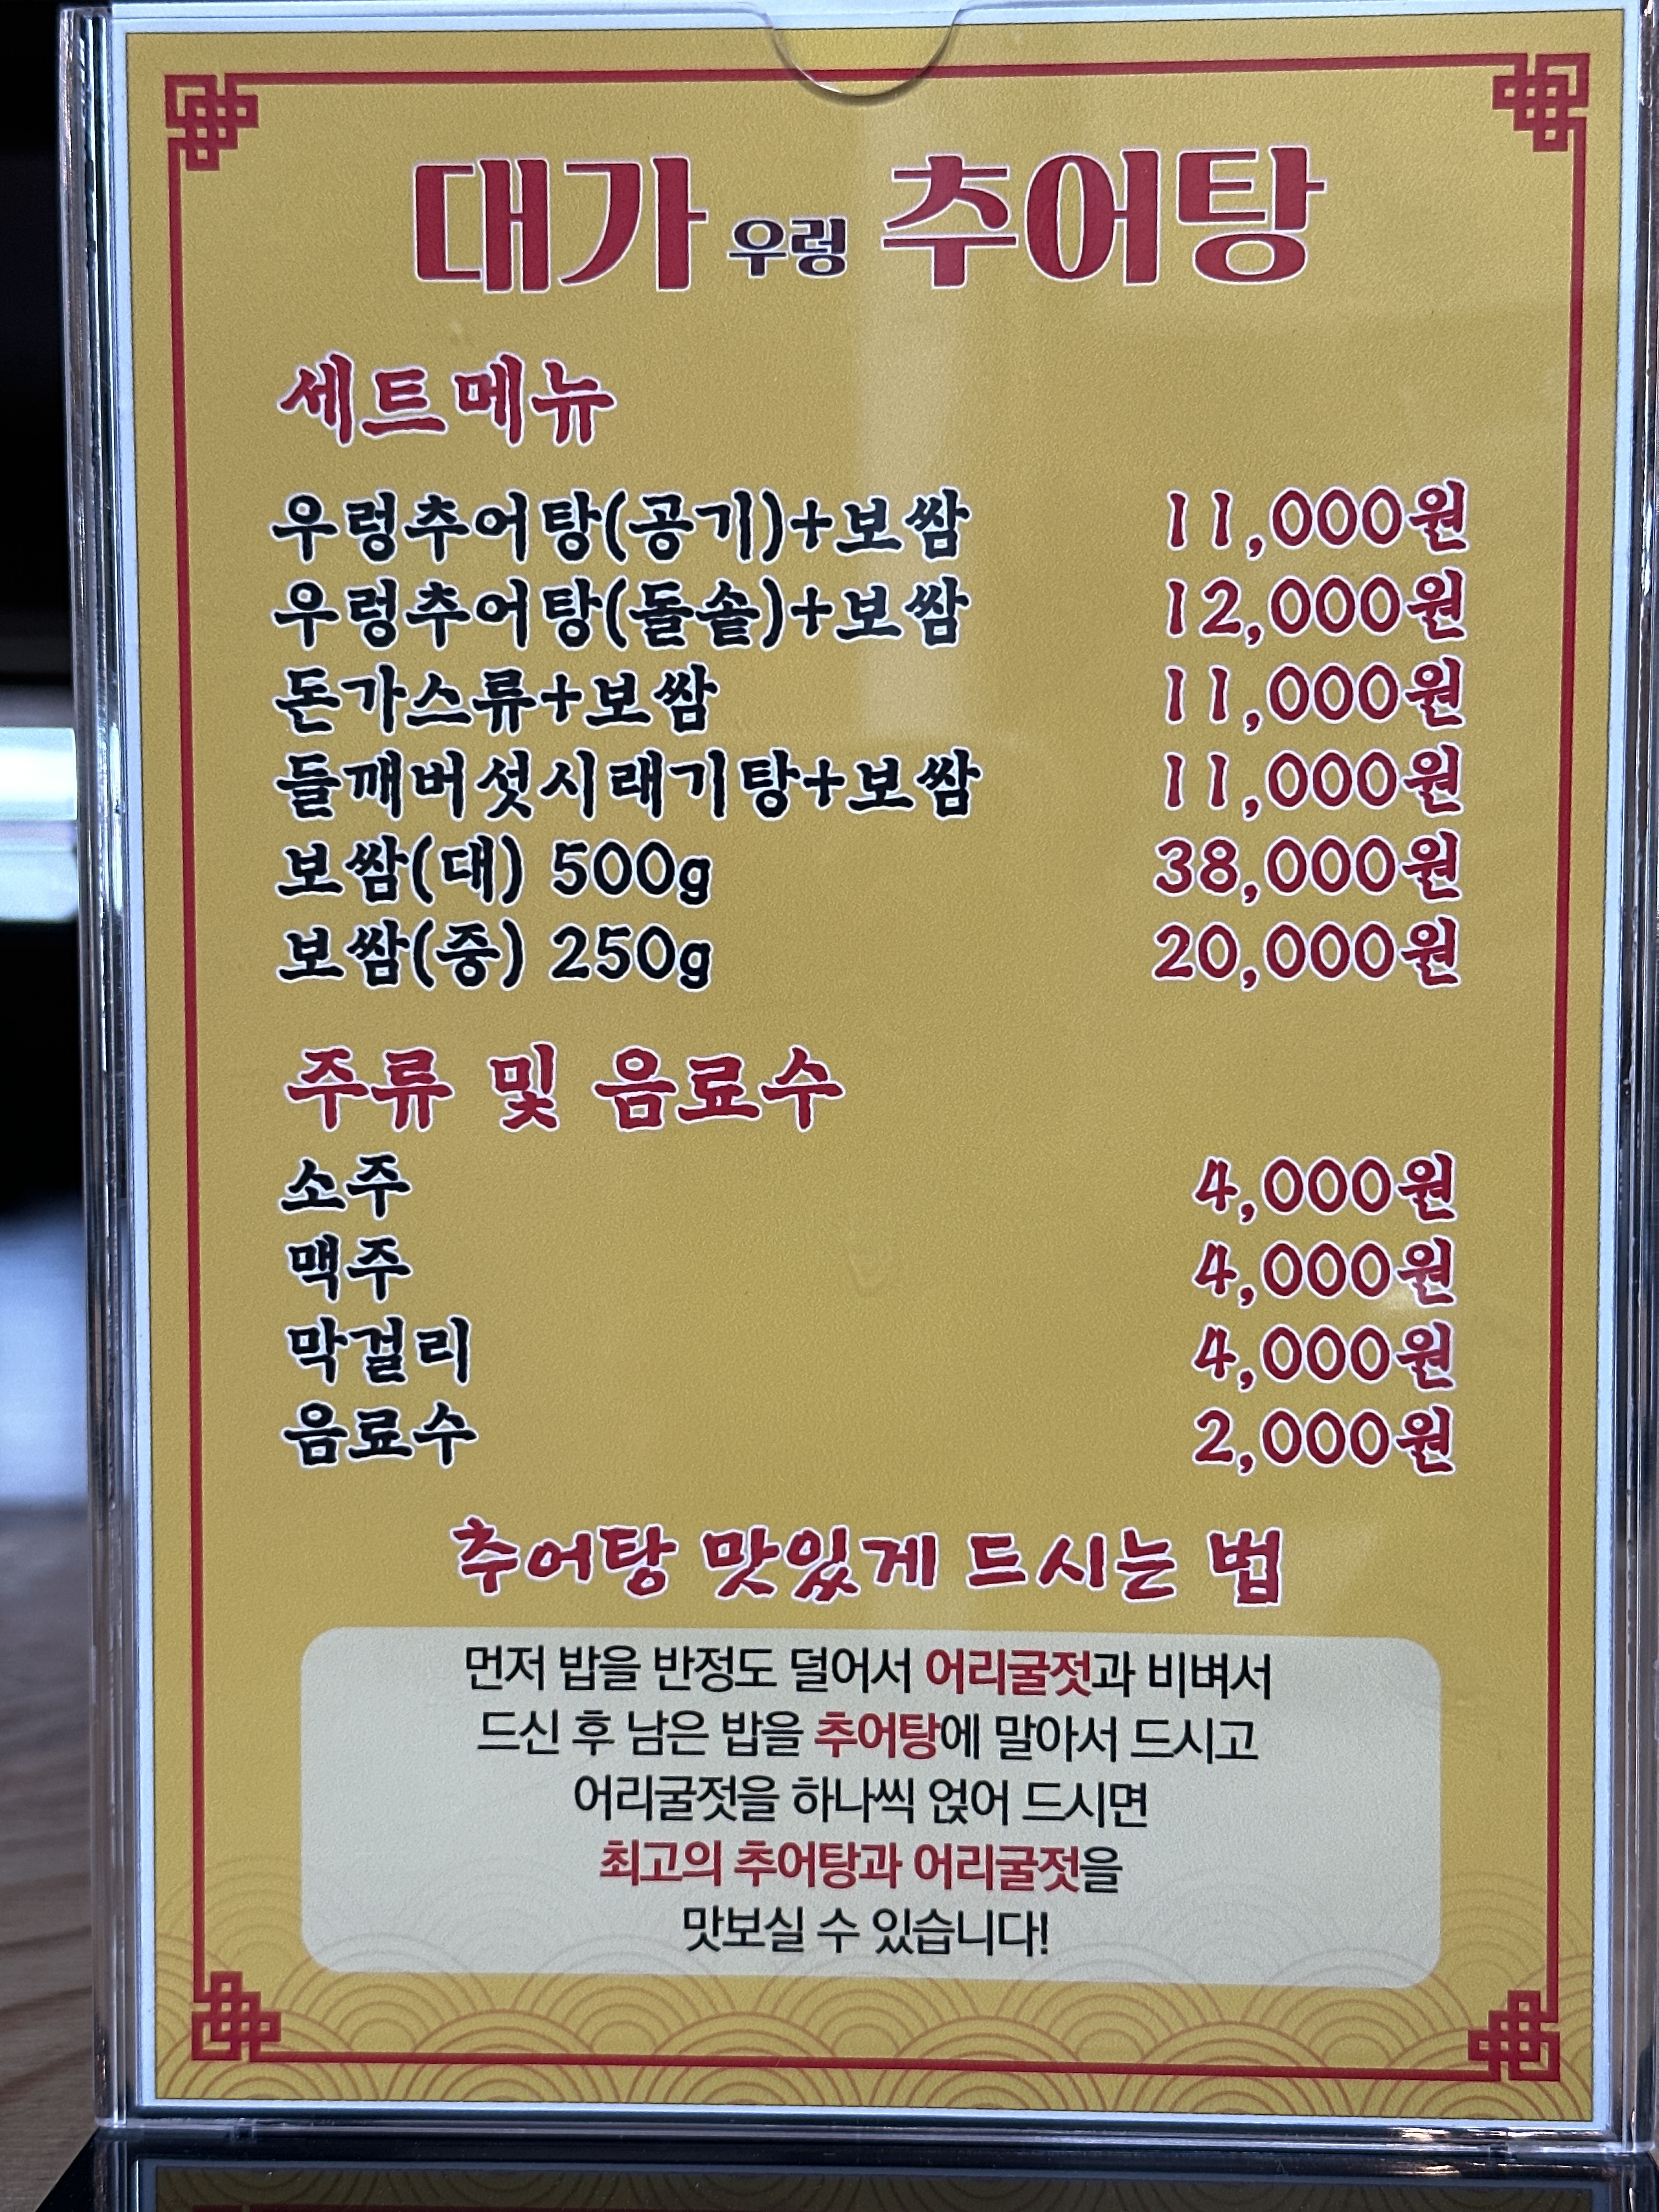 대가 우렁 추어탕
세트메뉴
우렁추어탕(공기)+보쌈 11,000원
우렁추어탕(돌솥)+보쌈 12,000원
돈가스류+보쌈 11,000원
들깨버섯시래기탕+보쌈 11,000원
보쌈(대) 500g 38,000원
보쌈(중) 250g 20,000원
주류 및 음료수
소주 4,000원
맥주 4,000원
막걸리 4,000원
음료수 2,000원
추어탕 맛있게 드시는 법
먼저 밥을 반정도 덜어서 어리굴젓과 비벼서
드신 후 남은 밥을 추어탕에 말아서 드시고
어리굴젓을 하나씩 얹어 드시면
최고의 추어탕과 어리굴젓을
맛보실 수 있습니다!